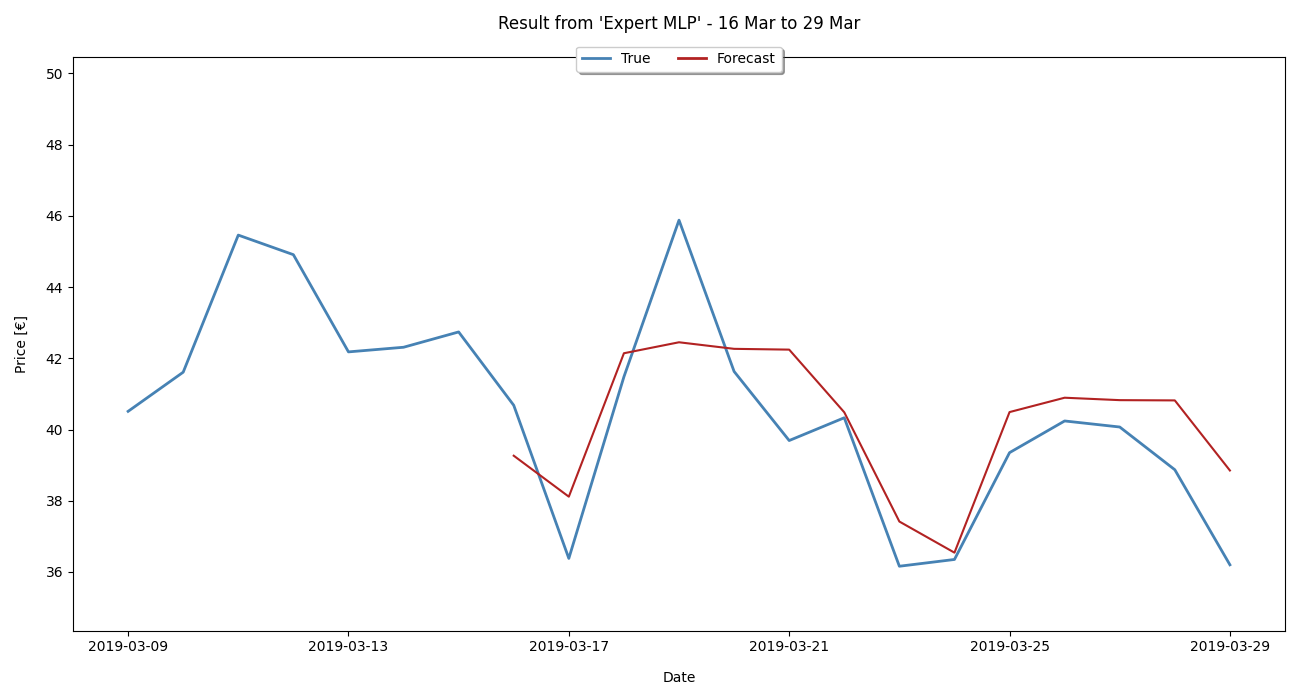 Result from 'Expert MLP' - 16 Mar to 29 Mar
True Forecast
50
48
46
44
42
40
38
36
Price [€]
2019-03-09 2019-03-13 2019-03-17 2019-03-21 2019-03-25 2019-03-29
Date